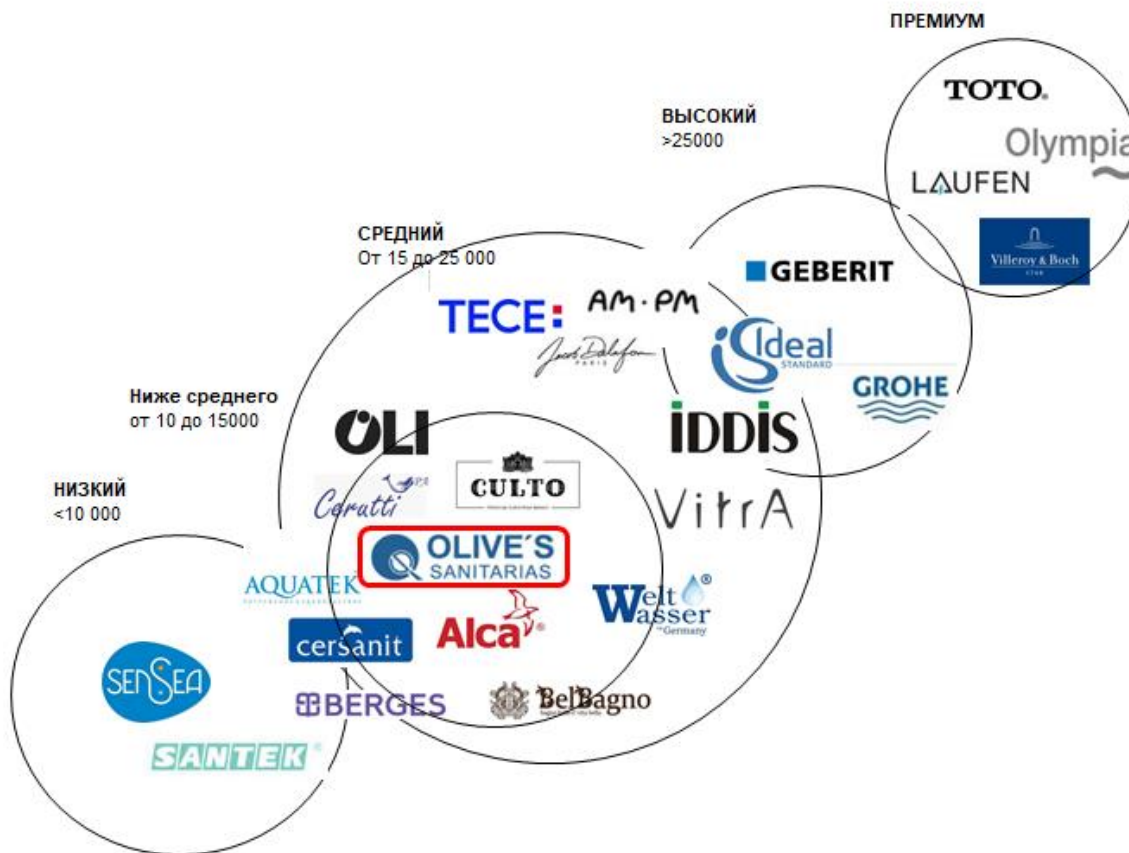 ПРЕМИУМ
TOTO®
Olympia
LAUFEN
Villeroy & Boch
1748
ВЫСОКИЙ
>25000
GEBERIT
Ideal
STANDARD
GROHE
СРЕДНИЙ
От 15 до 25 000
TECE:
AM·PM
Jacob Delafon
PARIS
IDDIS
VitrA
Ниже среднего
от 10 до 15000
OLI
Cerutti SPA
CULTO
OLIVE´S
SANITARIAS
Alca®
Welt
Wasser®
Germany
BelBagno
НИЗКИЙ
<10 000
AQUATEK
cersanit
BERGES
SENSEA
SANTEK®